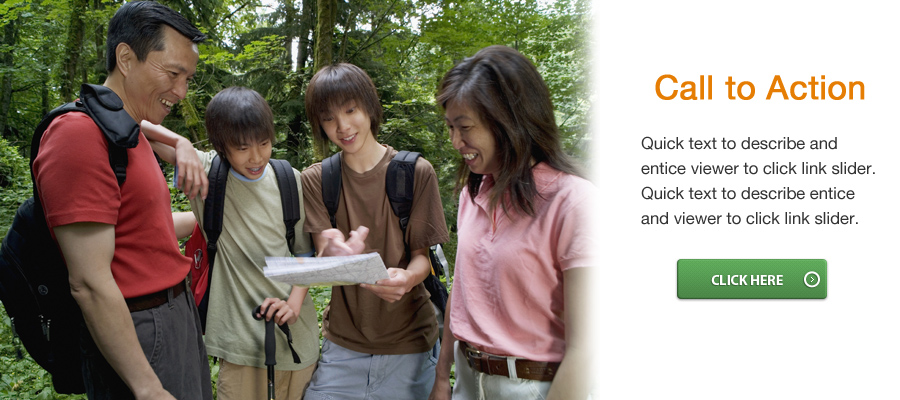 Call to Action
Quick text to describe and
entice viewer to click link slider.
Quick text to describe entice
and viewer to click link slider.
CLICK HERE